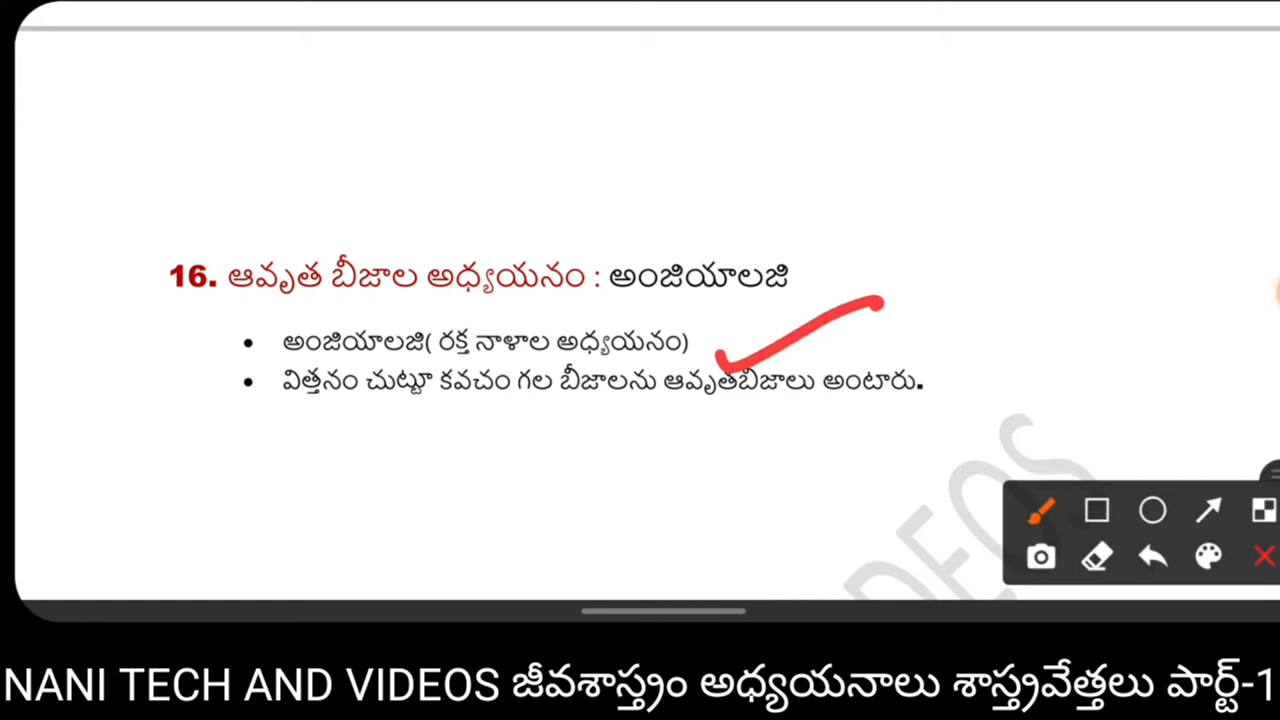 16. ఆవృత బీజాల అధ్యయనం : అంజియాలజి
• అంజియాలజి( రక్త నాళాల అధ్యయనం)
• విత్తనం చుట్టూ కవచం గల బీజాలను ఆవృతబీజాలు అంటారు.
DEOS
NANI TECH AND VIDEOS జీవశాస్త్రం అధ్యయనాలు శాస్త్రవేత్తలు పార్ట్-1